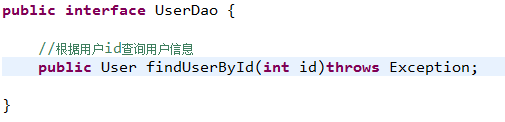 public interface UserDao {
//根据用户id查询用户信息
public User findUserById(int id)throws Exception;
}